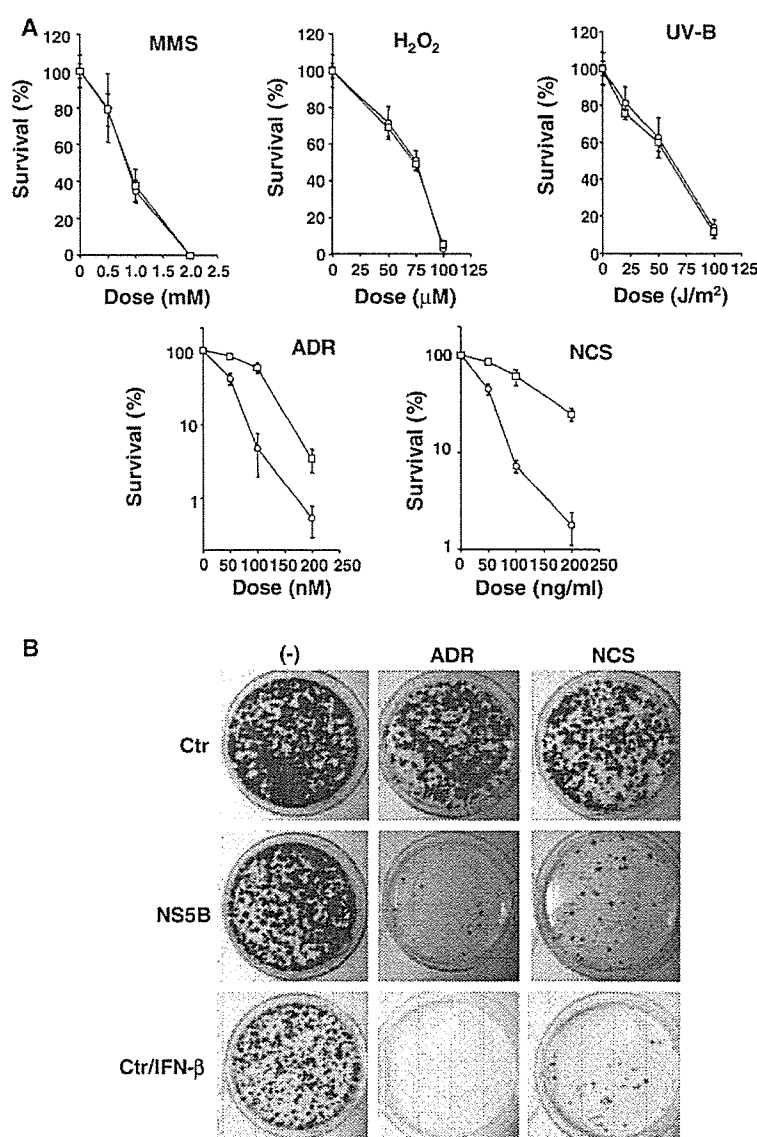 A
MMS
Survival (%)
120
100
80
60
40
20
0
0 0.5 1.0 1.5 2.0 2.5
Dose (mM)
H₂O₂
Survival (%)
120
100
80
60
40
20
0
0 25 50 75 100 125
Dose (μM)
UV-B
Survival (%)
120
100
80
60
40
20
0
0 25 50 75 100 125
Dose (J/m²)
ADR
Survival (%)
100
10
1
0 50 100 150 200 250
Dose (nM)
NCS
Survival (%)
100
10
1
0 50 100 150 200 250
Dose (ng/ml)
B
(-) ADR NCS
Ctr
NS5B
Ctr/IFN-β